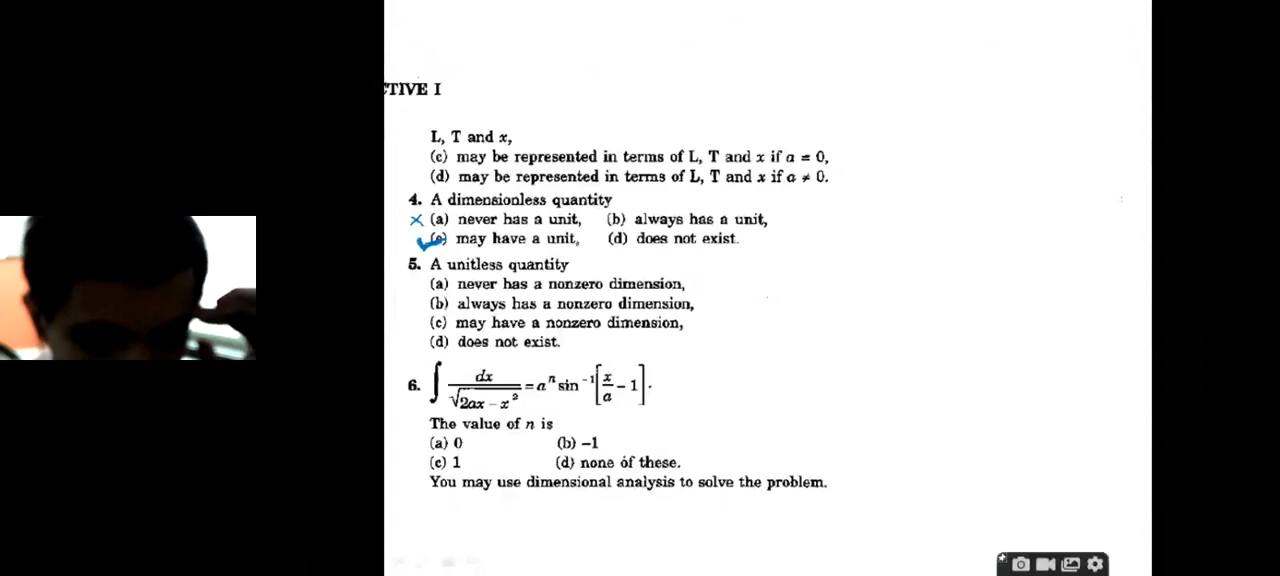 CTIVE I
L, T and x,
(c) may be represented in terms of L, T and x if a = 0,
(d) may be represented in terms of L, T and x if a ≠ 0.
4. A dimensionless quantity
(a) never has a unit, (b) always has a unit,
(c) may have a unit, (d) does not exist.
5. A unitless quantity
(a) never has a nonzero dimension,
(b) always has a nonzero dimension,
(c) may have a nonzero dimension,
(d) does not exist.
6. ∫ dx / √(2ax − x²) = aⁿ sin⁻¹[x/a − 1].
The value of n is
(a) 0 (b) −1
(c) 1 (d) none of these.
You may use dimensional analysis to solve the problem.